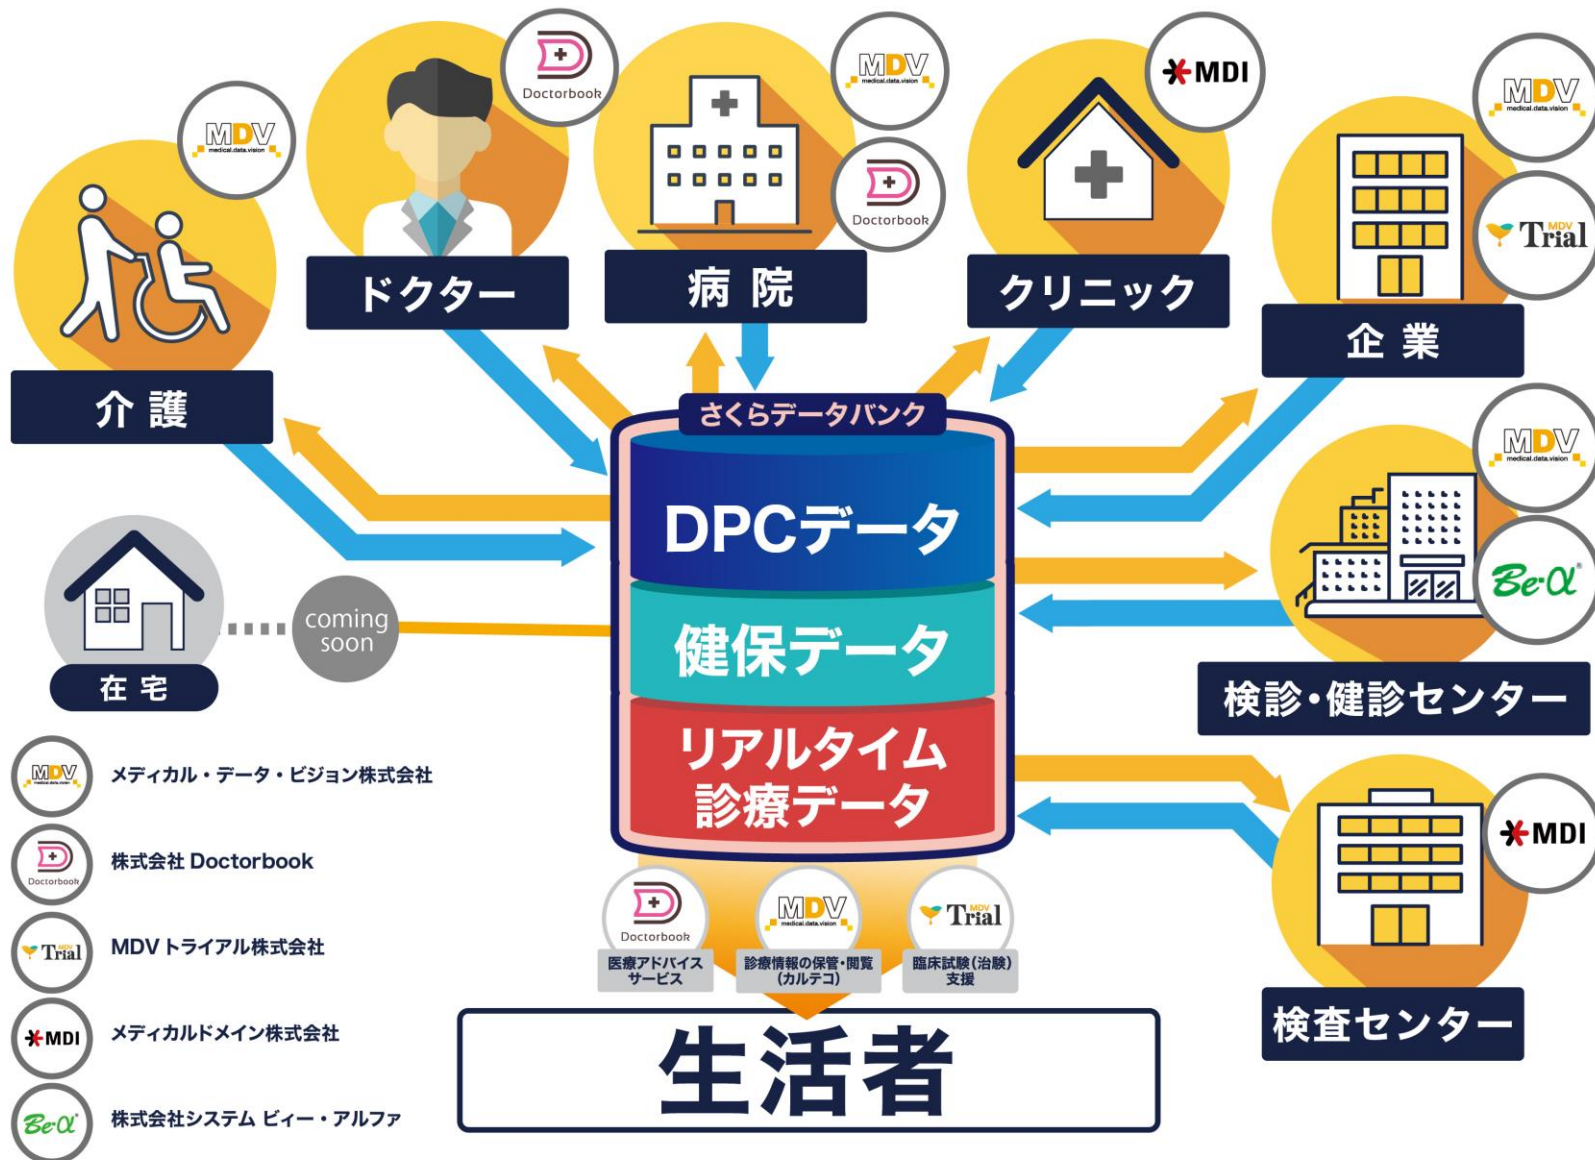 MDV
medical.data.vision
介護
Doctorbook
ドクター
MDV
medical.data.vision
Doctorbook
病院
MDI
クリニック
MDV
medical.data.vision
MDV
Trial
企業
MDV
medical.data.vision
Be·α®
検診・健診センター
MDI
検査センター
coming
soon
在宅
さくらデータバンク
DPCデータ
健保データ
リアルタイム
診療データ
Doctorbook
医療アドバイス
サービス
MDV
medical.data.vision
診療情報の保管・閲覧
(カルテコ)
MDV
Trial
臨床試験(治験)
支援
生活者
MDV
medical.data.vision
メディカル・データ・ビジョン株式会社
Doctorbook
株式会社 Doctorbook
MDV
Trial
MDV トライアル株式会社
MDI
メディカルドメイン株式会社
Be·α®
株式会社システム ビィー・アルファ